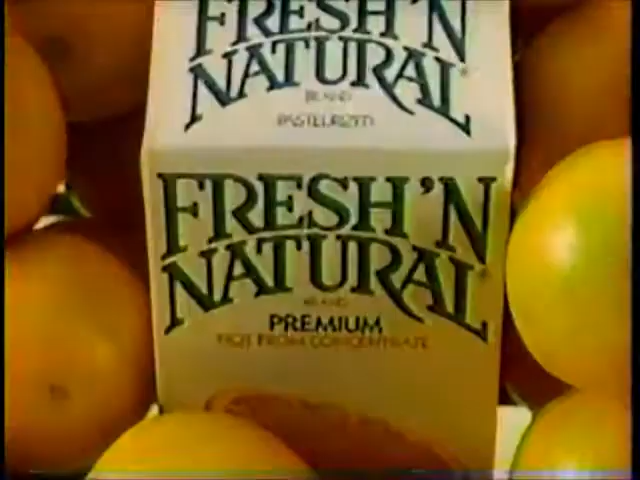 FRESH 'N
NATURAL
BRAND
PASTEURIZED
FRESH 'N
NATURAL
BRAND
PREMIUM
NOT FROM CONCENTRATE